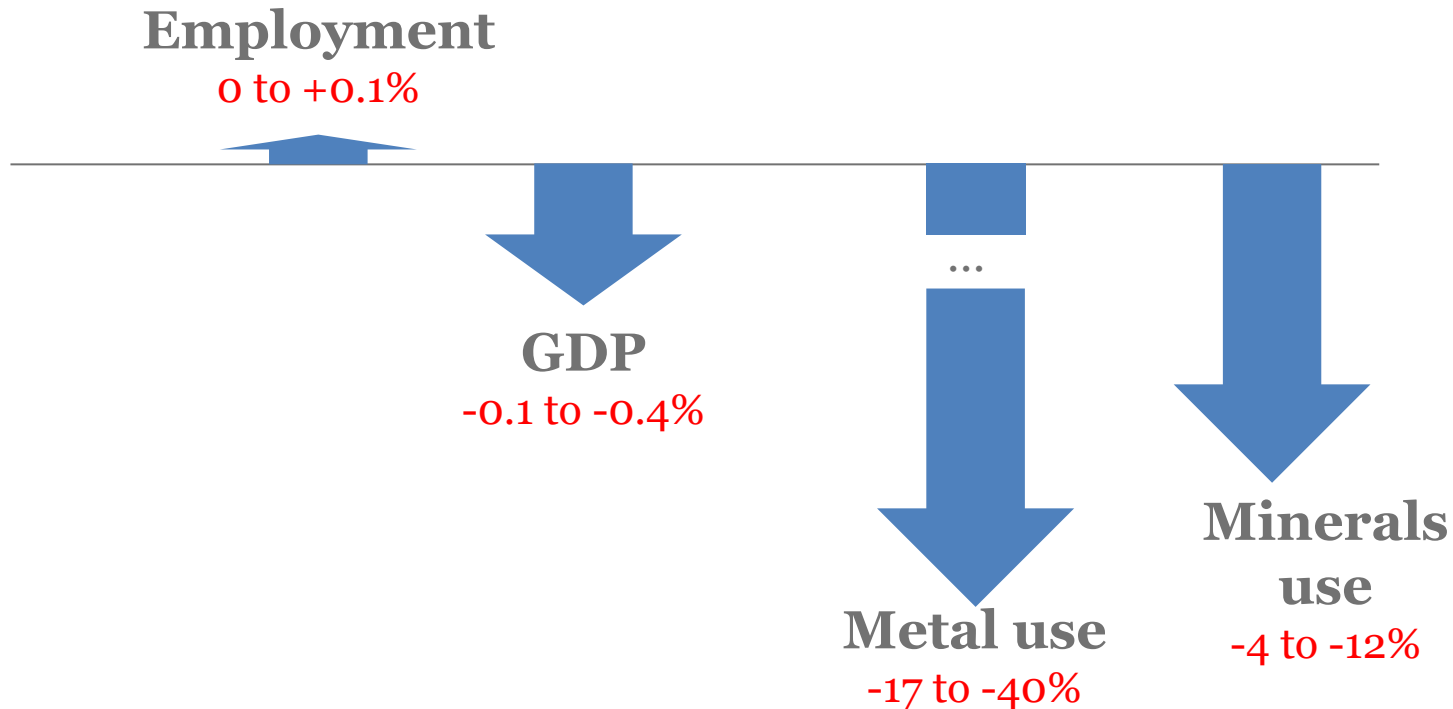 Employment
0 to +0.1%
...
GDP
-0.1 to -0.4%
Metal use
-17 to -40%
Minerals
use
-4 to -12%